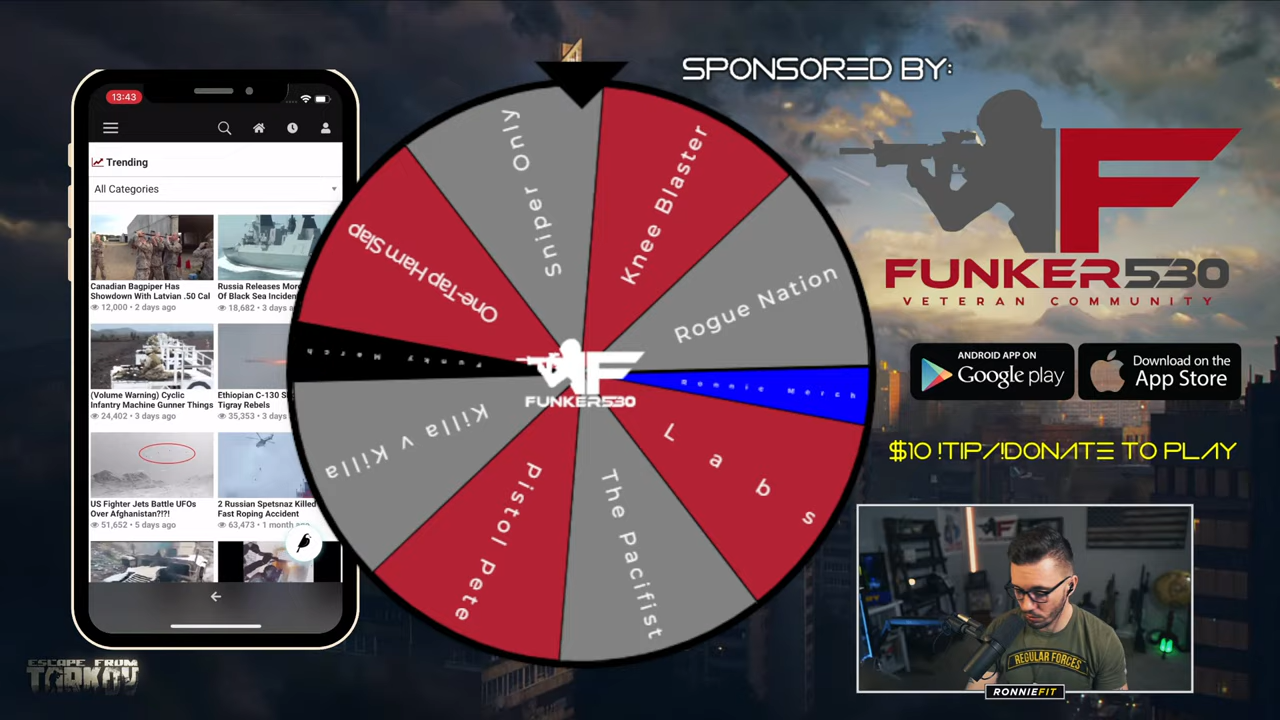 SPONSORED BY:
13:43
Trending
All Categories
Canadian Bagpiper Has
Showdown With Latvian .50 Cal
12,000 • 2 days ago
Russia Releases More
Of Black Sea Inciden
18,682 • 3 days a
(Volume Warning) Cyclic
Infantry Machine Gunner Things
24,402 • 3 days ago
Ethiopian C-130 S
Tigray Rebels
35,353 • 3 days
US Fighter Jets Battle UFOs
Over Afghanistan?!?!
51,652 • 5 days ago
2 Russian Spetsnaz Killed
Fast Roping Accident
63,473 • 1 month ago
Sniper Only
Knee Blaster
Rogue Nation
Ronnie Merch
Labs
The Pacifist
Pistol Pete
Killa v Killa
Funky Merch
One-Tap Ham Slap
FUNKER530
F
FUNKER530
VETERAN COMMUNITY
ANDROID APP ON
Google play
Download on the
App Store
$10 !TIP/!DONATE TO PLAY
REGULAR FORCES
RONNIEFIT
ESCAPE FROM
TARKOV